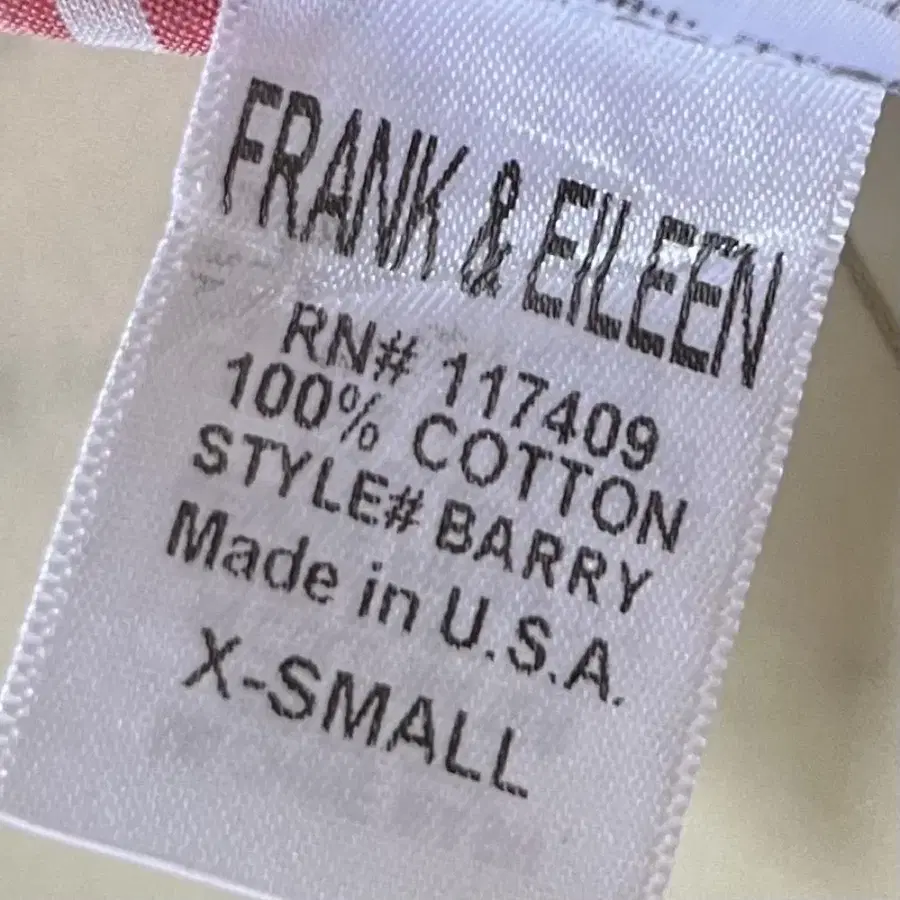 FRANK & EILEEN
RN# 117409
100% COTTON
STYLE# BARRY
Made in U.S.A.
X-SMALL